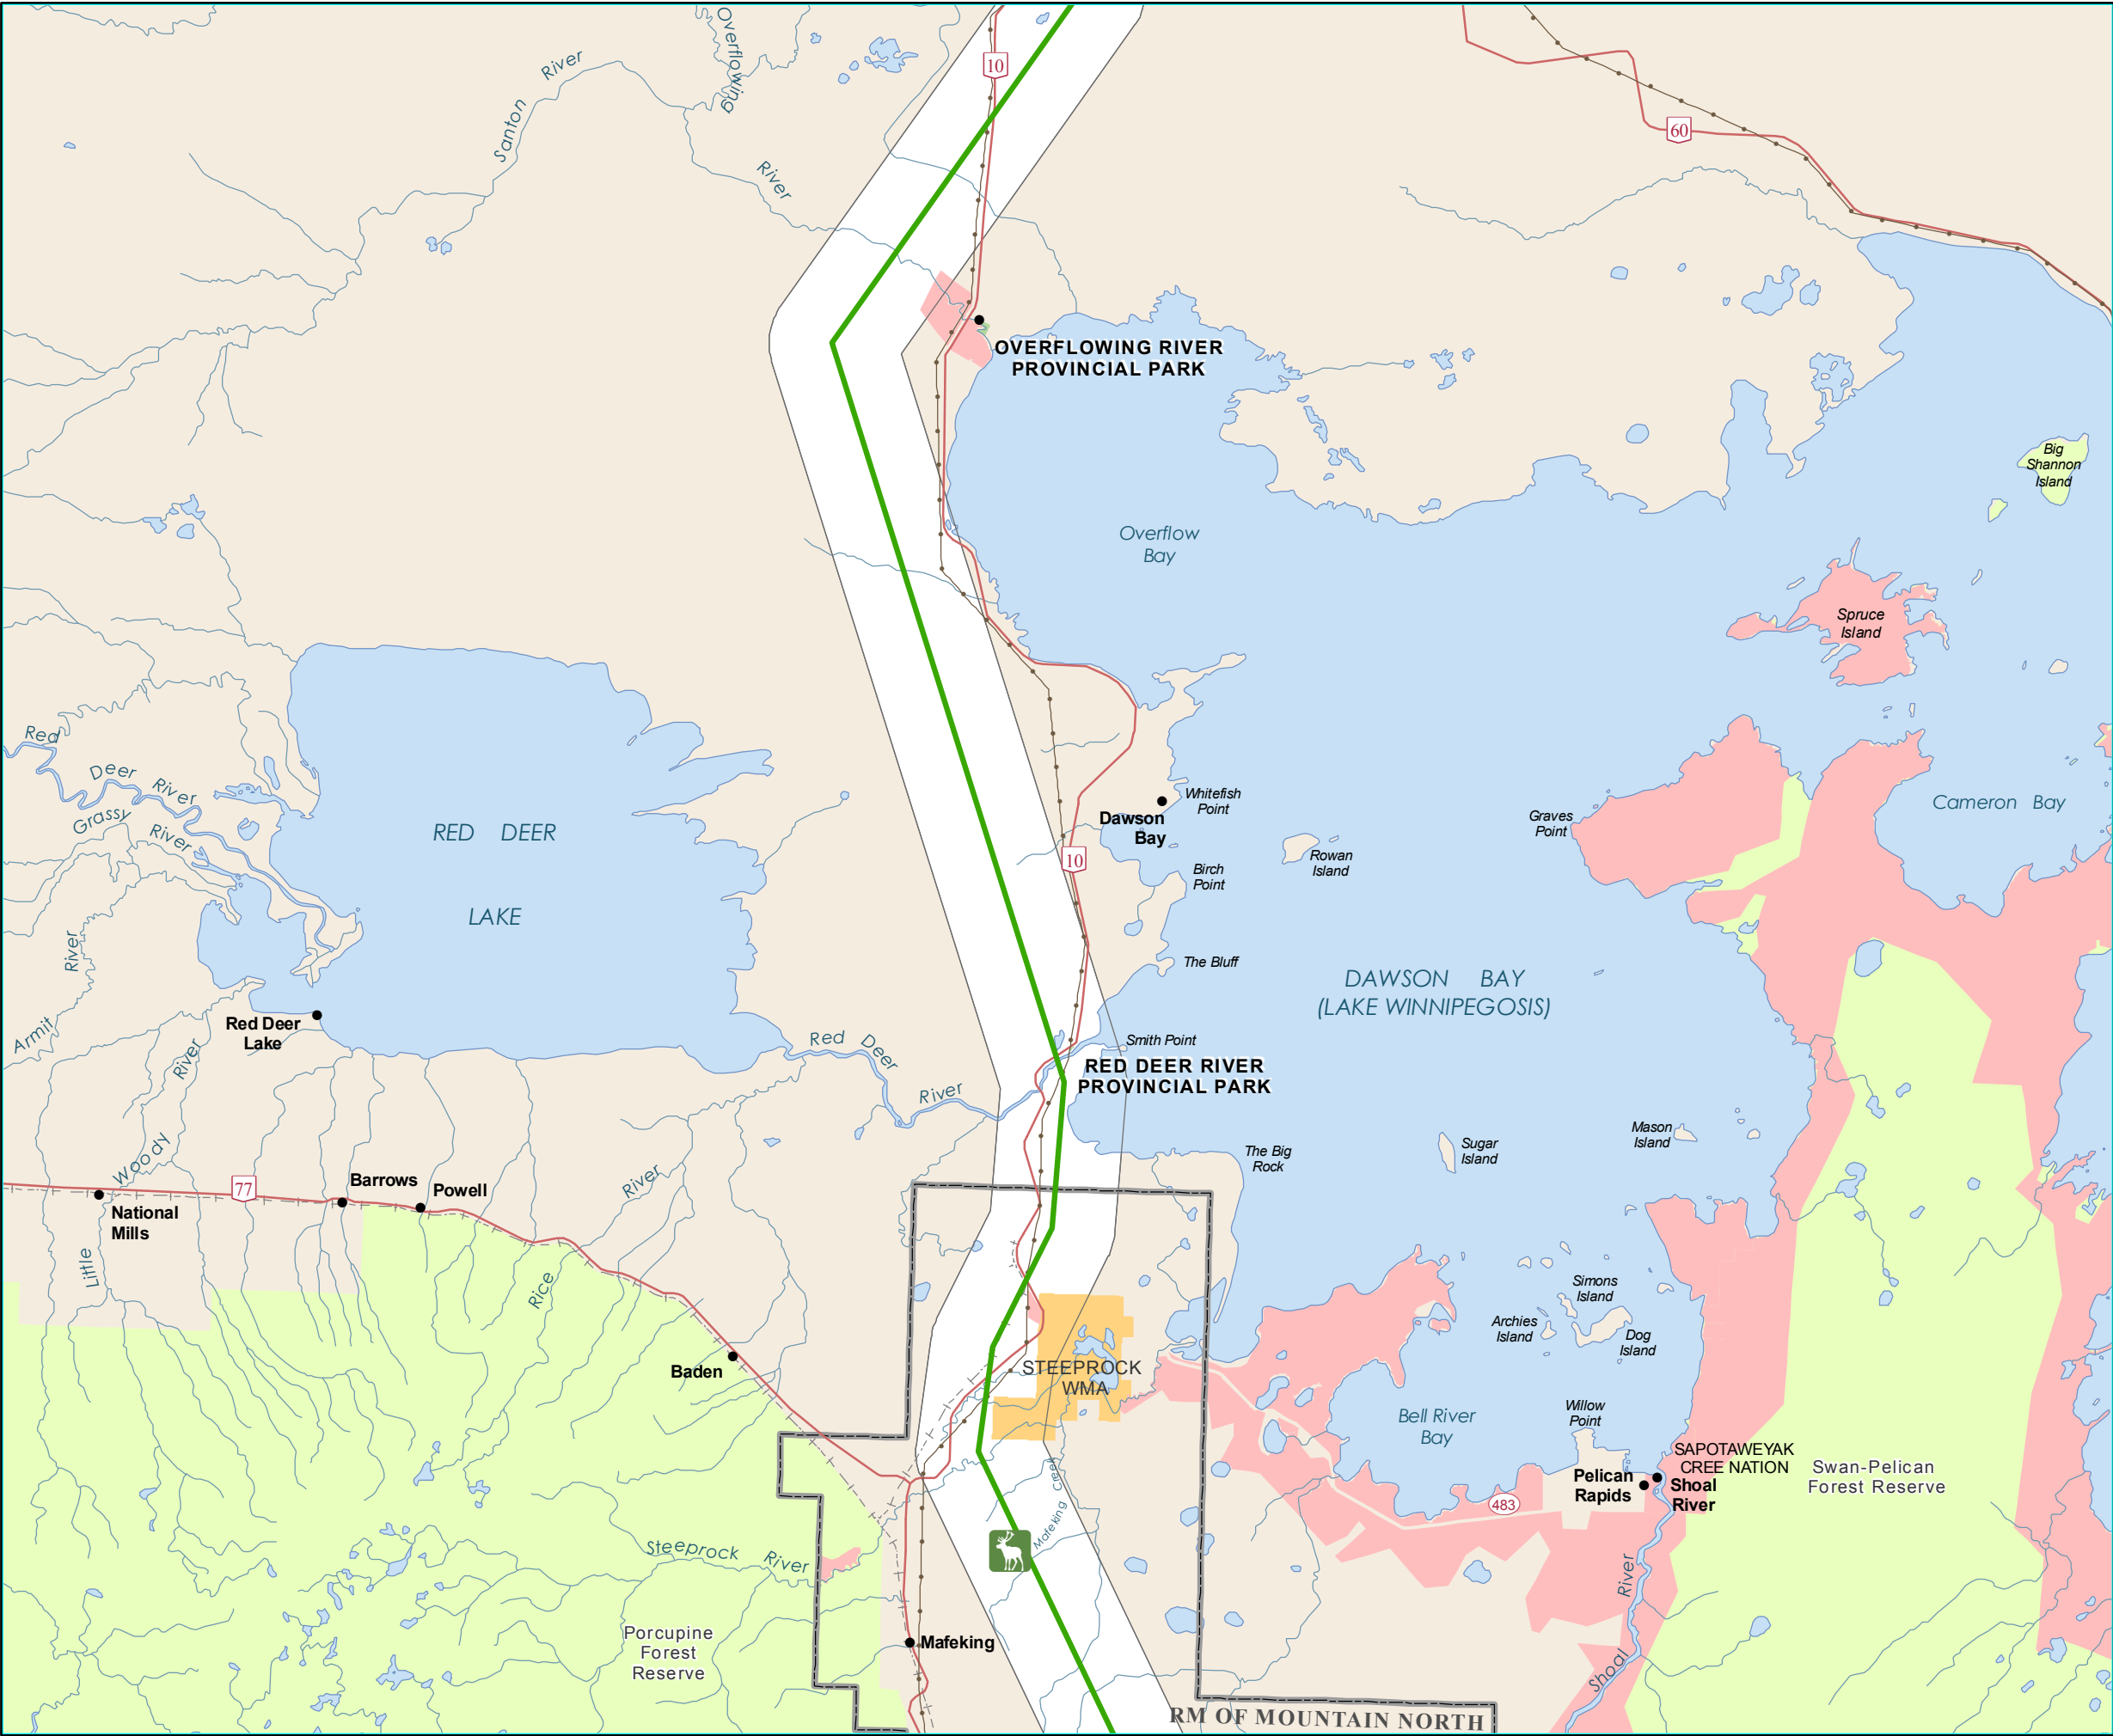 Overflowing
River
Santon
River
10
60
OVERFLOWING RIVER
PROVINCIAL PARK
Big
Shannon
Island
Overflow
Bay
Spruce
Island
Red
Deer
River
Grassy
River
RED DEER
LAKE
Whitefish
Point
Dawson
Bay
Graves
Point
Cameron Bay
10
Rowan
Island
Birch
Point
River
The Bluff
DAWSON BAY
(LAKE WINNIPEGOSIS)
Armit
Red Deer
Lake
River
Red Deer
River
Smith Point
RED DEER RIVER
PROVINCIAL PARK
Woody
The Big
Rock
Sugar
Island
Mason
Island
77
Barrows
Powell
National
Mills
River
Little
Rice
Simons
Island
Archies
Island
Dog
Island
Baden
STEEPROCK
WMA
Bell River
Bay
Willow
Point
SAPOTAWEYAK
CREE NATION
Pelican
Rapids
Shoal
River
Swan-Pelican
Forest Reserve
483
Mafeking Creek
Steeprock River
River
Shoal
Porcupine
Forest
Reserve
Mafeking
RM OF MOUNTAIN NORTH